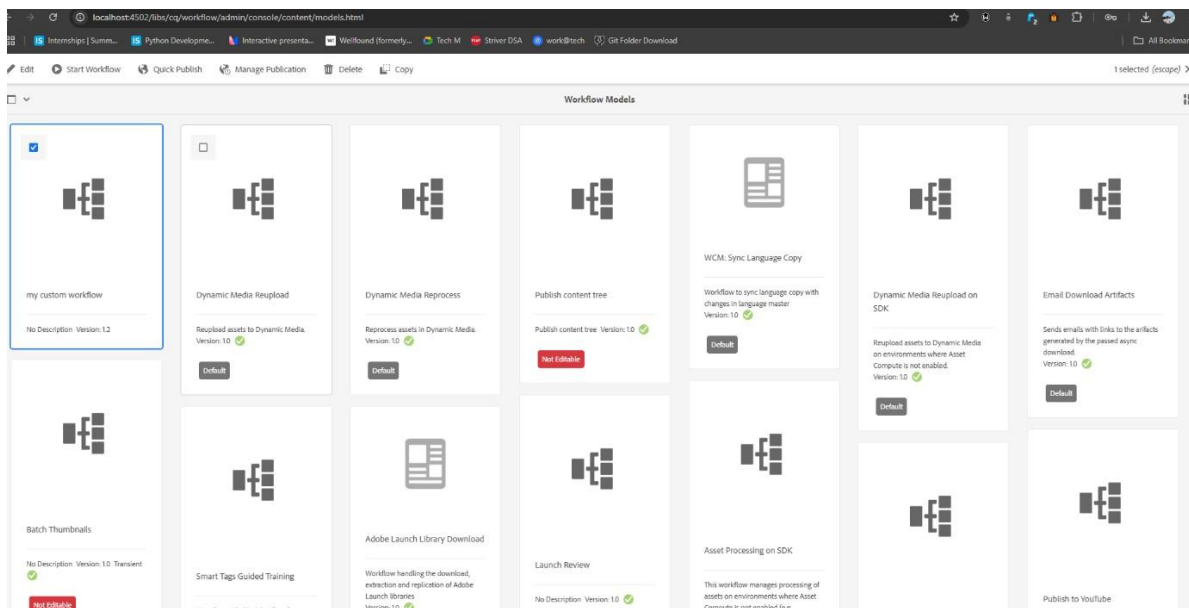 localhost:4502/libs/cq/workflow/admin/console/content/models.html
Internships | Summ... Python Developme... Interactive presenta... Wellfound (formerly... Tech M Striver DSA work@tech Git Folder Download All Bookmar
Edit Start Workflow Quick Publish Manage Publication Delete Copy 1 selected (escape)
Workflow Models
my custom workflow
No Description Version: 1.2
Dynamic Media Reupload
Reupload assets to Dynamic Media.
Version: 1.0
Default
Dynamic Media Reprocess
Reprocess assets in Dynamic Media.
Version: 1.0
Default
Publish content tree
Publish content tree Version: 1.0
Not Editable
WCM: Sync Language Copy
Workflow to sync language copy with
changes in language master
Version: 1.0
Default
Dynamic Media Reupload on
SDK
Reupload assets to Dynamic Media
on environments where Asset
Compute is not enabled.
Version: 1.0
Default
Email Download Artifacts
Sends emails with links to the arifacts
generated by the passed async
download.
Version: 1.0
Default
Batch Thumbnails
No Description Version: 1.0 Transient
Not Editable
Smart Tags Guided Training
Adobe Launch Library Download
Workflow handling the download,
extraction and replication of Adobe
Launch libraries
Version: 1.0
Launch Review
No Description Version: 1.0
Asset Processing on SDK
This workflow manages processing of
assets on environments where Asset
Compute is not enabled (e.g.
Publish to YouTube